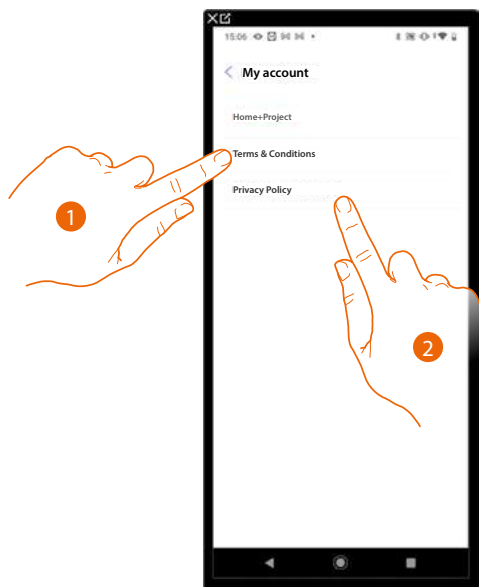 15:06
My account
Home+Project
Terms & Conditions
1
Privacy Policy
2